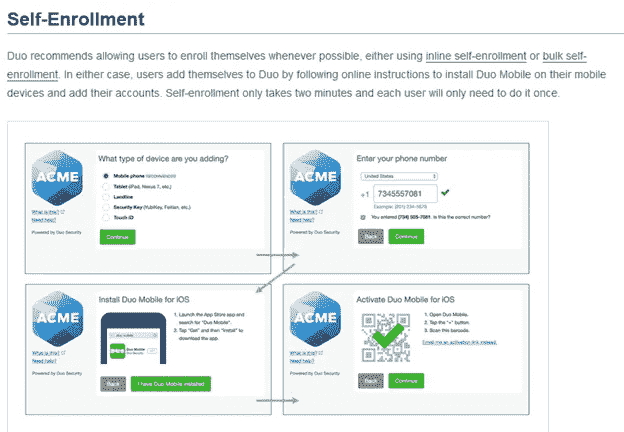 Self-Enrollment
Duo recommends allowing users to enroll themselves whenever possible, either using inline self-enrollment or bulk self-
enrollment. In either case, users add themselves to Duo by following online instructions to install Duo Mobile on their mobile
devices and add their accounts. Self-enrollment only takes two minutes and each user will only need to do it once.
ACME
What is this?
Need help?
Powered by Duo Security
What type of device are you adding?
Mobile phone RECOMMENDED
Tablet (iPad, Nexus 7, etc.)
Landline
Security Key (YubiKey, Feitian, etc.)
Touch ID
Continue
ACME
What is this?
Need help?
Powered by Duo Security
Enter your phone number
United States
+1 7345557081
Example: (201) 234-5678
You entered (734) 555-7081. Is this the correct number?
Back Continue
ACME
What is this?
Need help?
Powered by Duo Security
Install Duo Mobile for iOS
1. Launch the App Store app and
search for "Duo Mobile".
2. Tap "Get" and then "Install" to
download the app.
Back I have Duo Mobile installed
ACME
What is this?
Need help?
Powered by Duo Security
Activate Duo Mobile for iOS
1. Open Duo Mobile.
2. Tap the "+" button.
3. Scan this barcode.
Email me an activation link instead.
Back Continue